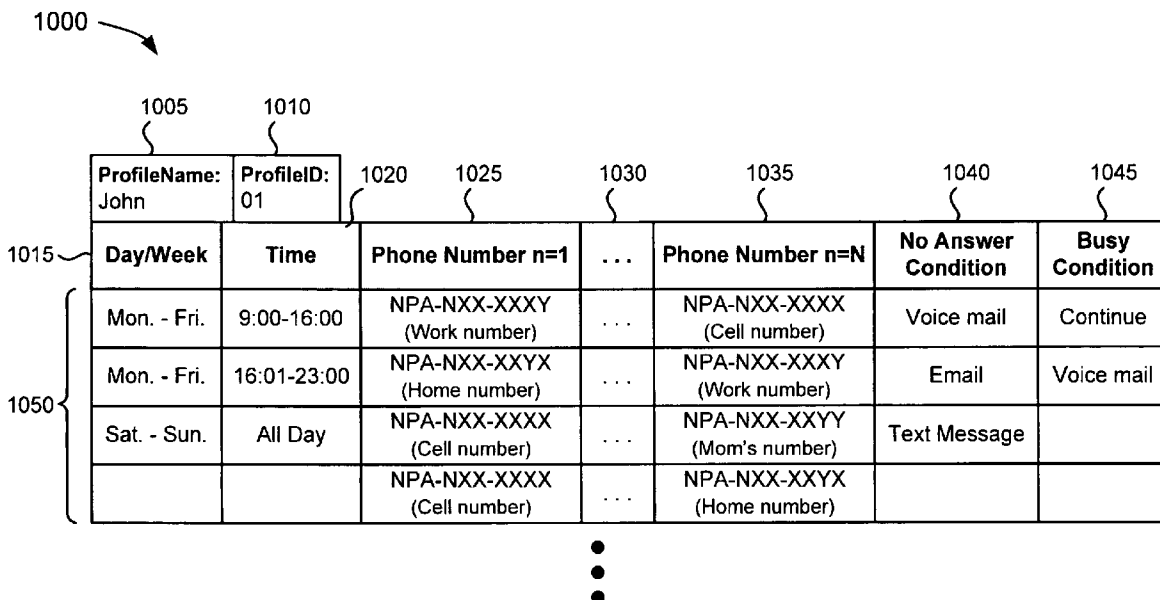 1000
1005 1010
ProfileName: ProfileID: 1020 1025 1030 1035 1040 1045
John 01
1015 Day/Week Time Phone Number n=1 ... Phone Number n=N No Answer Condition Busy Condition
Mon. - Fri. 9:00-16:00 NPA-NXX-XXXY (Work number) ... NPA-NXX-XXXX (Cell number) Voice mail Continue
Mon. - Fri. 16:01-23:00 NPA-NXX-XXYX (Home number) ... NPA-NXX-XXXY (Work number) Email Voice mail
1050
Sat. - Sun. All Day NPA-NXX-XXXX (Cell number) ... NPA-NXX-XXYY (Mom's number) Text Message
NPA-NXX-XXXX (Cell number) ... NPA-NXX-XXYX (Home number)